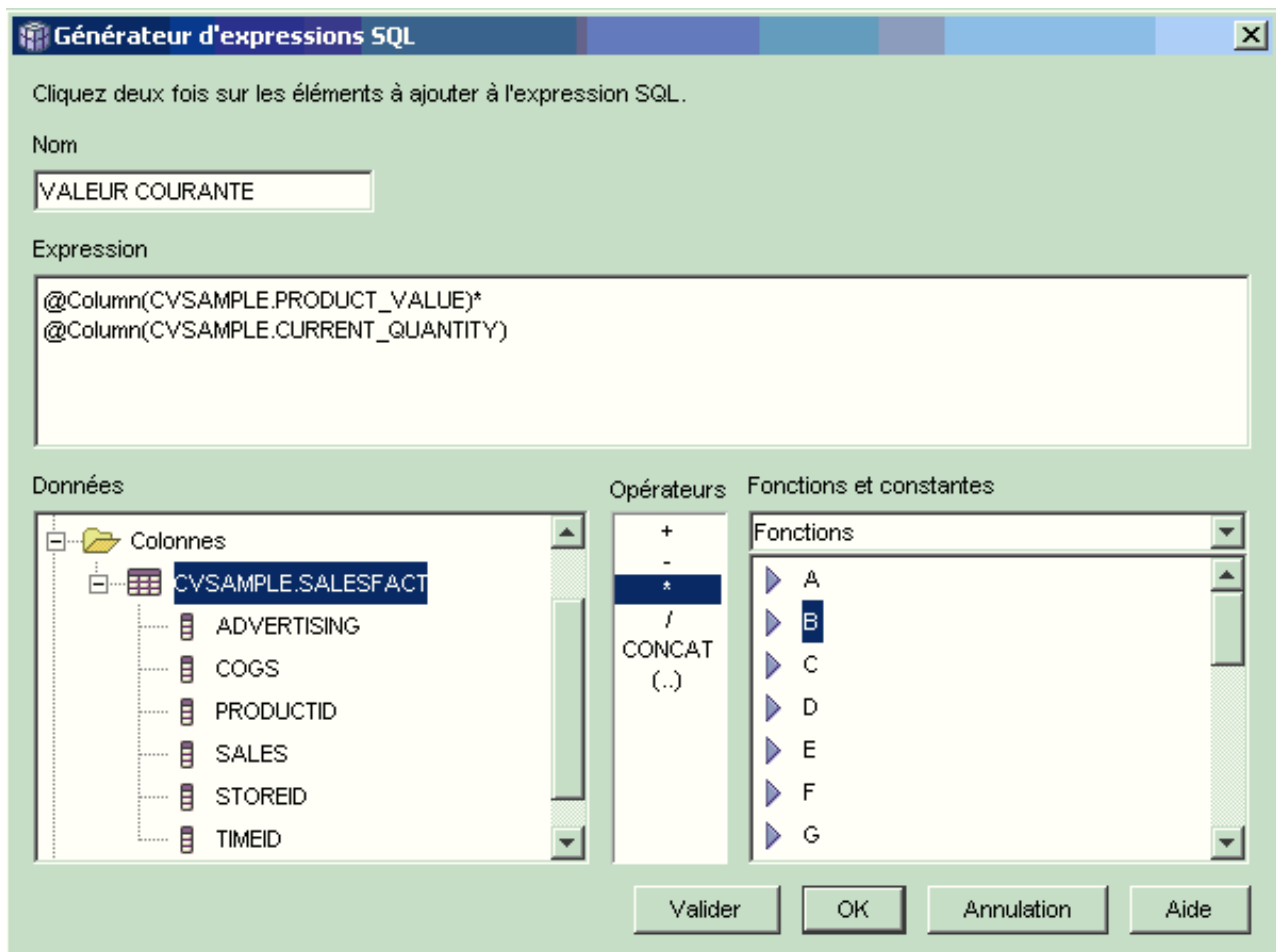 Générateur d'expressions SQL
Cliquez deux fois sur les éléments à ajouter à l'expression SQL.
Nom
VALEUR COURANTE
Expression
@Column(CVSAMPLE.PRODUCT_VALUE)*
@Column(CVSAMPLE.CURRENT_QUANTITY)
Données
Colonnes
CVSAMPLE.SALESFACT
ADVERTISING
COGS
PRODUCTID
SALES
STOREID
TIMEID
Opérateurs
+
-
*
/
CONCAT
(..)
Fonctions et constantes
Fonctions
A
B
C
D
E
F
G
Valider OK Annulation Aide